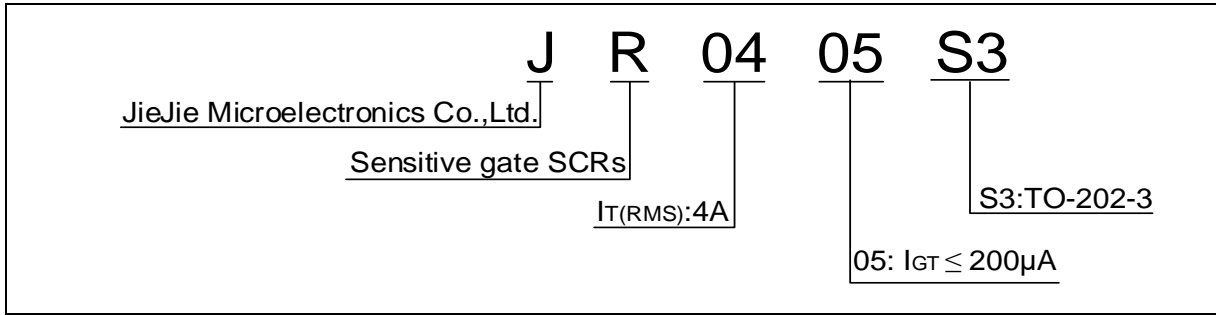 J R 04 05 S3
JieJie Microelectronics Co.,Ltd.
Sensitive gate SCRs
IT(RMS):4A
S3:TO-202-3
05: IGT ≤ 200μA